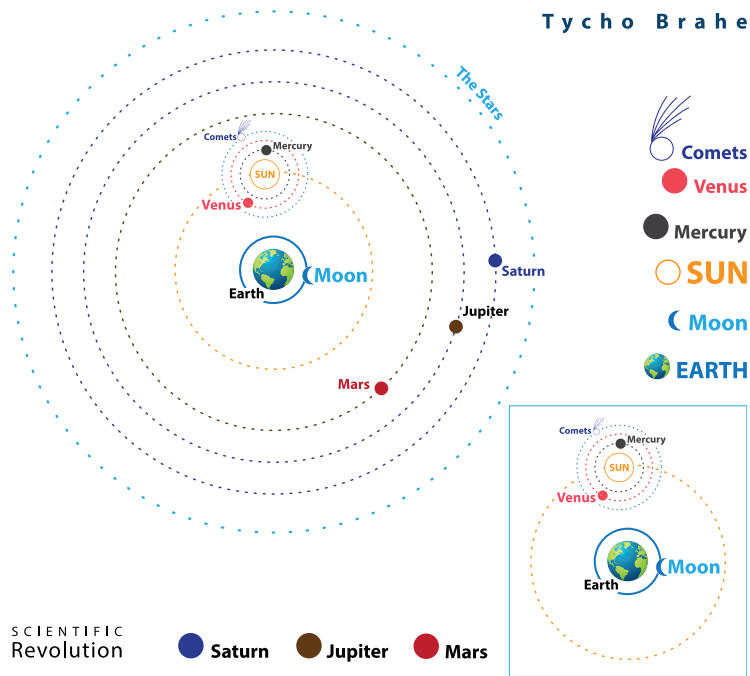 Tycho Brahe
The Stars
Comets
Mercury
SUN
Venus
Moon
Earth
Saturn
Jupiter
Mars
Comets
Venus
Mercury
SUN
Moon
EARTH
Comets
Mercury
SUN
Venus
Moon
Earth
SCIENTIFIC
Revolution
Saturn Jupiter Mars